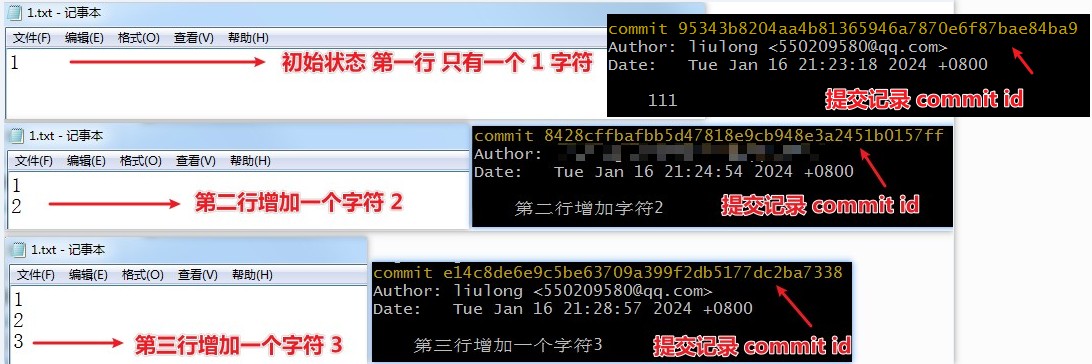 1.txt - 记事本
文件(F) 编辑(E) 格式(O) 查看(V) 帮助(H)
1
初始状态 第一行 只有一个 1 字符
commit 95343b8204aa4b81365946a7870e6f87bae84ba9
Author: liulong <550209580@qq.com>
Date: Tue Jan 16 21:23:18 2024 +0800
111
提交记录 commit id
1.txt - 记事本
文件(F) 编辑(E) 格式(O) 查看(V) 帮助(H)
1
2
第二行增加一个字符 2
commit 8428cffbafbb5d47818e9cb948e3a2451b0157ff
Author:
Date: Tue Jan 16 21:24:54 2024 +0800
第二行增加字符2
提交记录 commit id
1.txt - 记事本
文件(F) 编辑(E) 格式(O) 查看(V) 帮助(H)
1
2
3
第三行增加一个字符 3
commit e14c8de6e9c5be63709a399f2db5177dc2ba7338
Author: liulong <550209580@qq.com>
Date: Tue Jan 16 21:28:57 2024 +0800
第三行增加一个字符3
提交记录 commit id